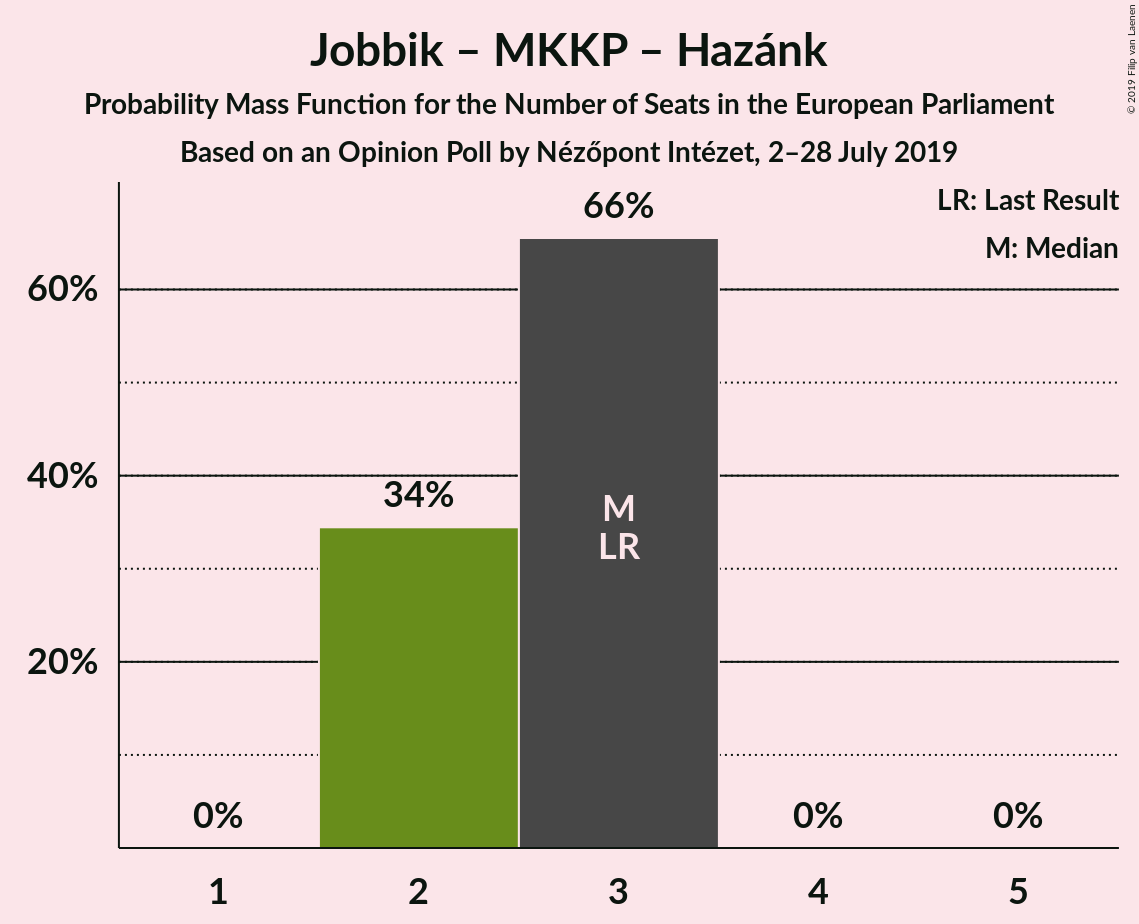 Jobbik – MKKP – Hazánk
Probability Mass Function for the Number of Seats in the European Parliament
Based on an Opinion Poll by Nézőpont Intézet, 2–28 July 2019
© 2019 Filip van Laenen
LR: Last Result
M: Median
66%
60%
40%
34%
M
LR
20%
0%
0%
0%
1
2
3
4
5